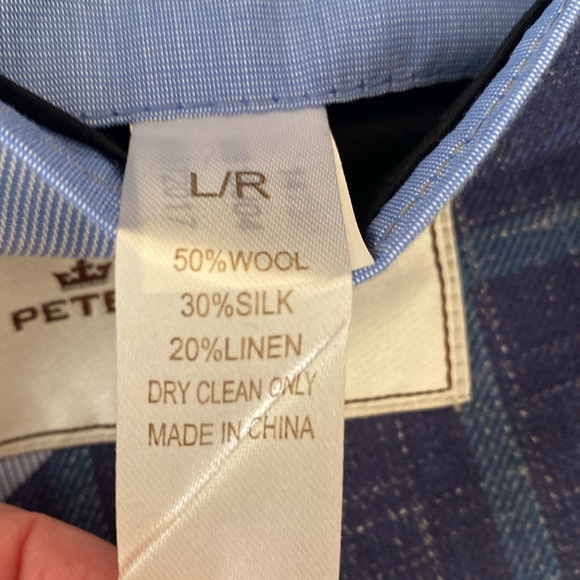 L/R
50%WOOL
30%SILK
20%LINEN
DRY CLEAN ONLY
MADE IN CHINA
PETE